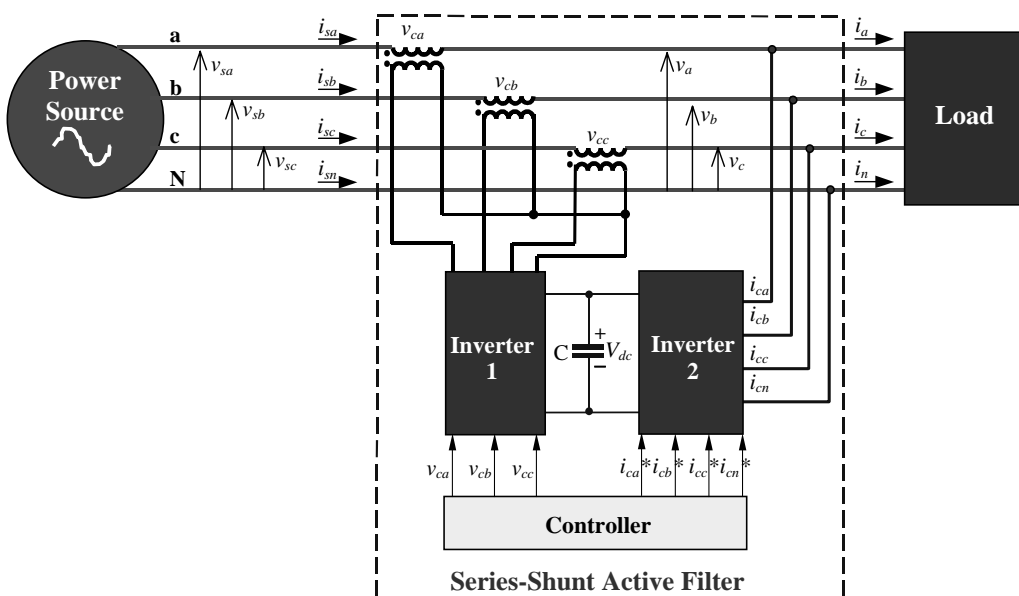 a
i_sa
v_ca
i_a
Power
Source
v_sa
v_a
b
i_sb
v_cb
i_b
v_sb
v_b
Load
c
i_sc
v_cc
i_c
v_sc
v_c
N
i_sn
i_n
i_ca
i_cb
Inverter
1
C
+
V_dc
−
Inverter
2
i_cc
i_cn
v_ca
v_cb
v_cc
i_ca* i_cb* i_cc* i_cn*
Controller
Series-Shunt Active Filter